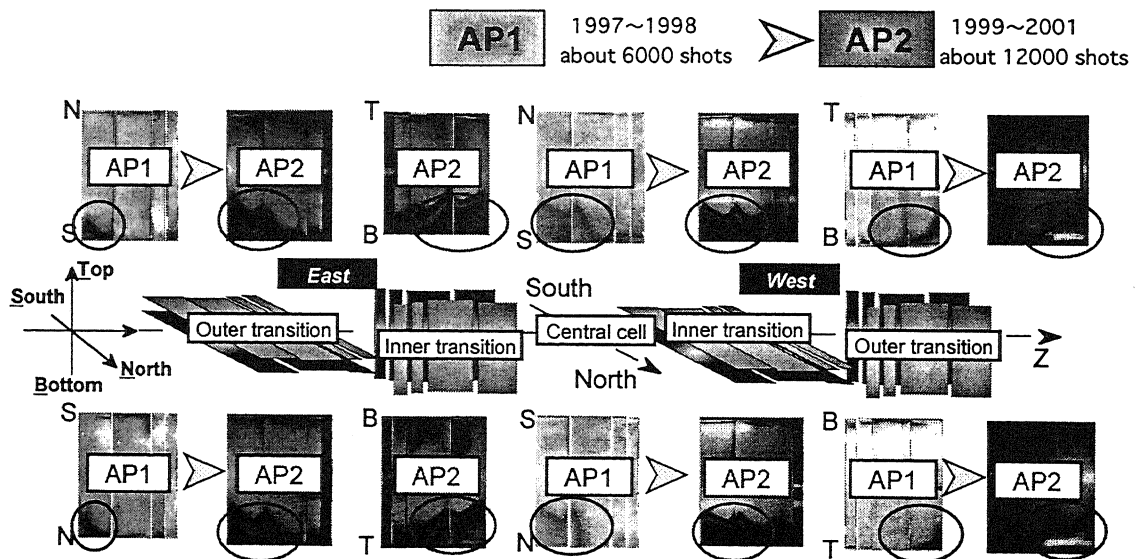 AP1
1997~1998
about 6000 shots
AP2
1999~2001
about 12000 shots
N
AP1
S
AP2
T
AP2
B
N
AP1
S
AP2
T
AP1
B
AP2
Top
South
North
Bottom
East
Outer transition
Inner transition
South
Central cell
North
West
Inner transition
Outer transition
Z
S
AP1
N
AP2
B
AP2
T
S
AP1
N
AP2
B
AP1
T
AP2